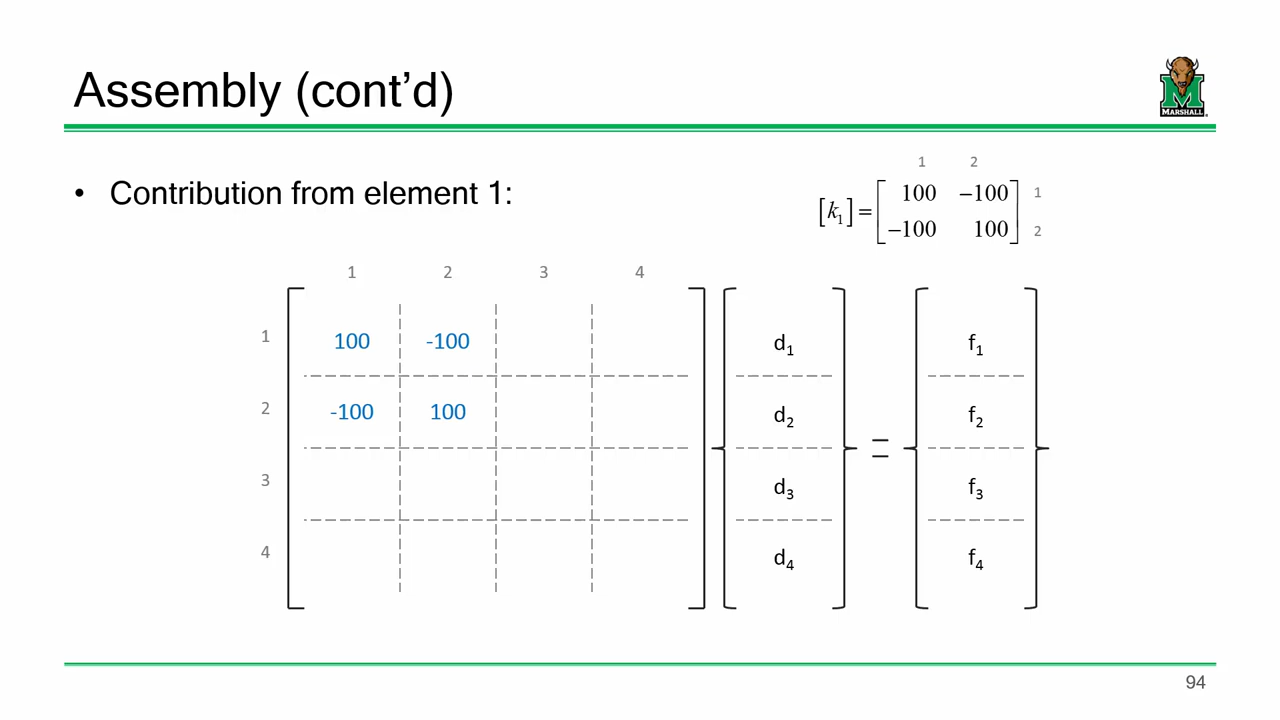 Assembly (cont’d)
MARSHALL
• Contribution from element 1:
1 2
[k₁] = [ 100 −100 ] 1
[ −100 100 ] 2
1 2 3 4
1 100 -100 d₁ f₁
2 -100 100 d₂ = f₂
3 d₃ f₃
4 d₄ f₄
94